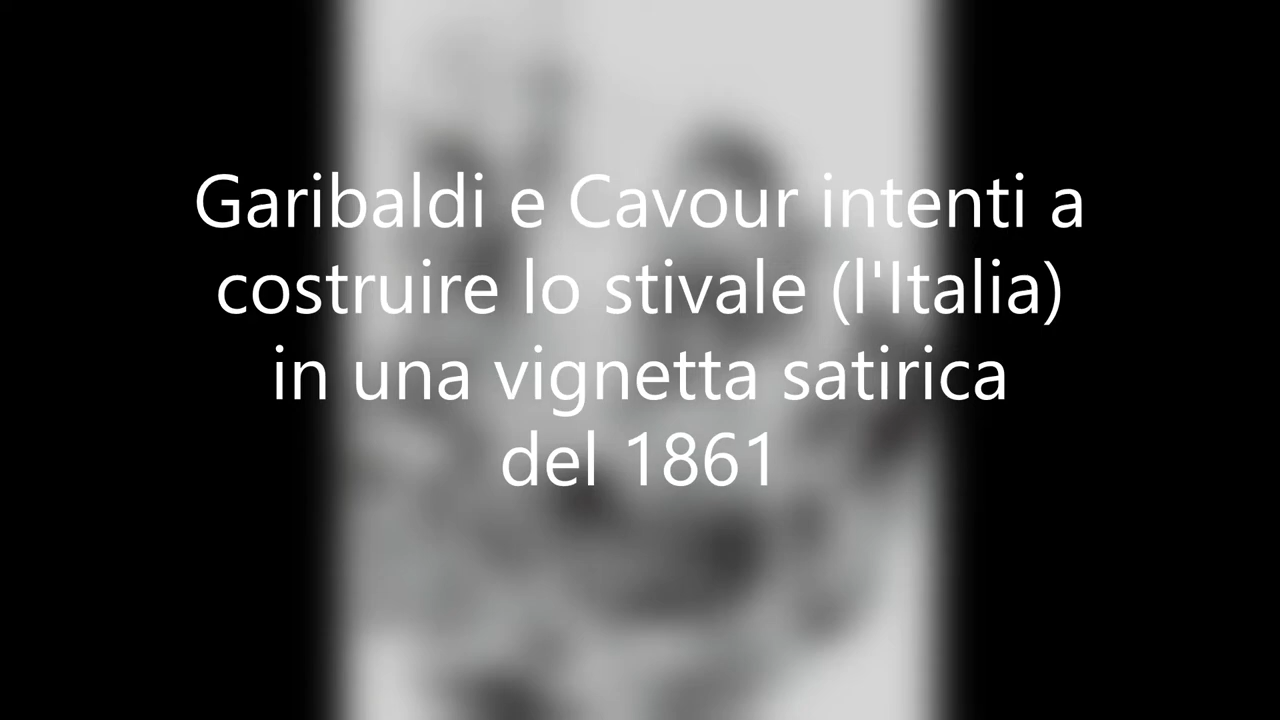 Garibaldi e Cavour intenti a
costruire lo stivale (l'Italia)
in una vignetta satirica
del 1861